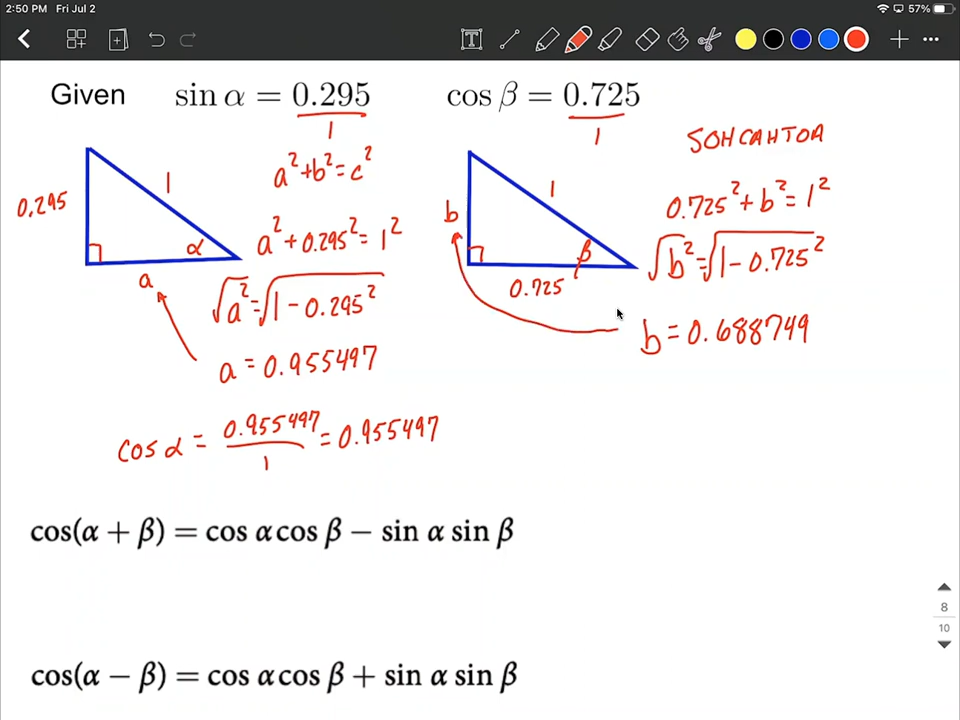 2:50 PM Fri Jul 2 57%
T
Given sin α = 0.295 cos β = 0.725
1 1
SOHCAHTOA
a² + b² = c²
0.295 1 α a
a² + 0.295² = 1²
√a² = √1 − 0.295²
a = 0.955497
b 1 β 0.725
0.725² + b² = 1²
√b² = √1 − 0.725²
b = 0.688749
cos α = 0.955497/1 = 0.955497
cos(α + β) = cos α cos β − sin α sin β
8
10
cos(α − β) = cos α cos β + sin α sin β